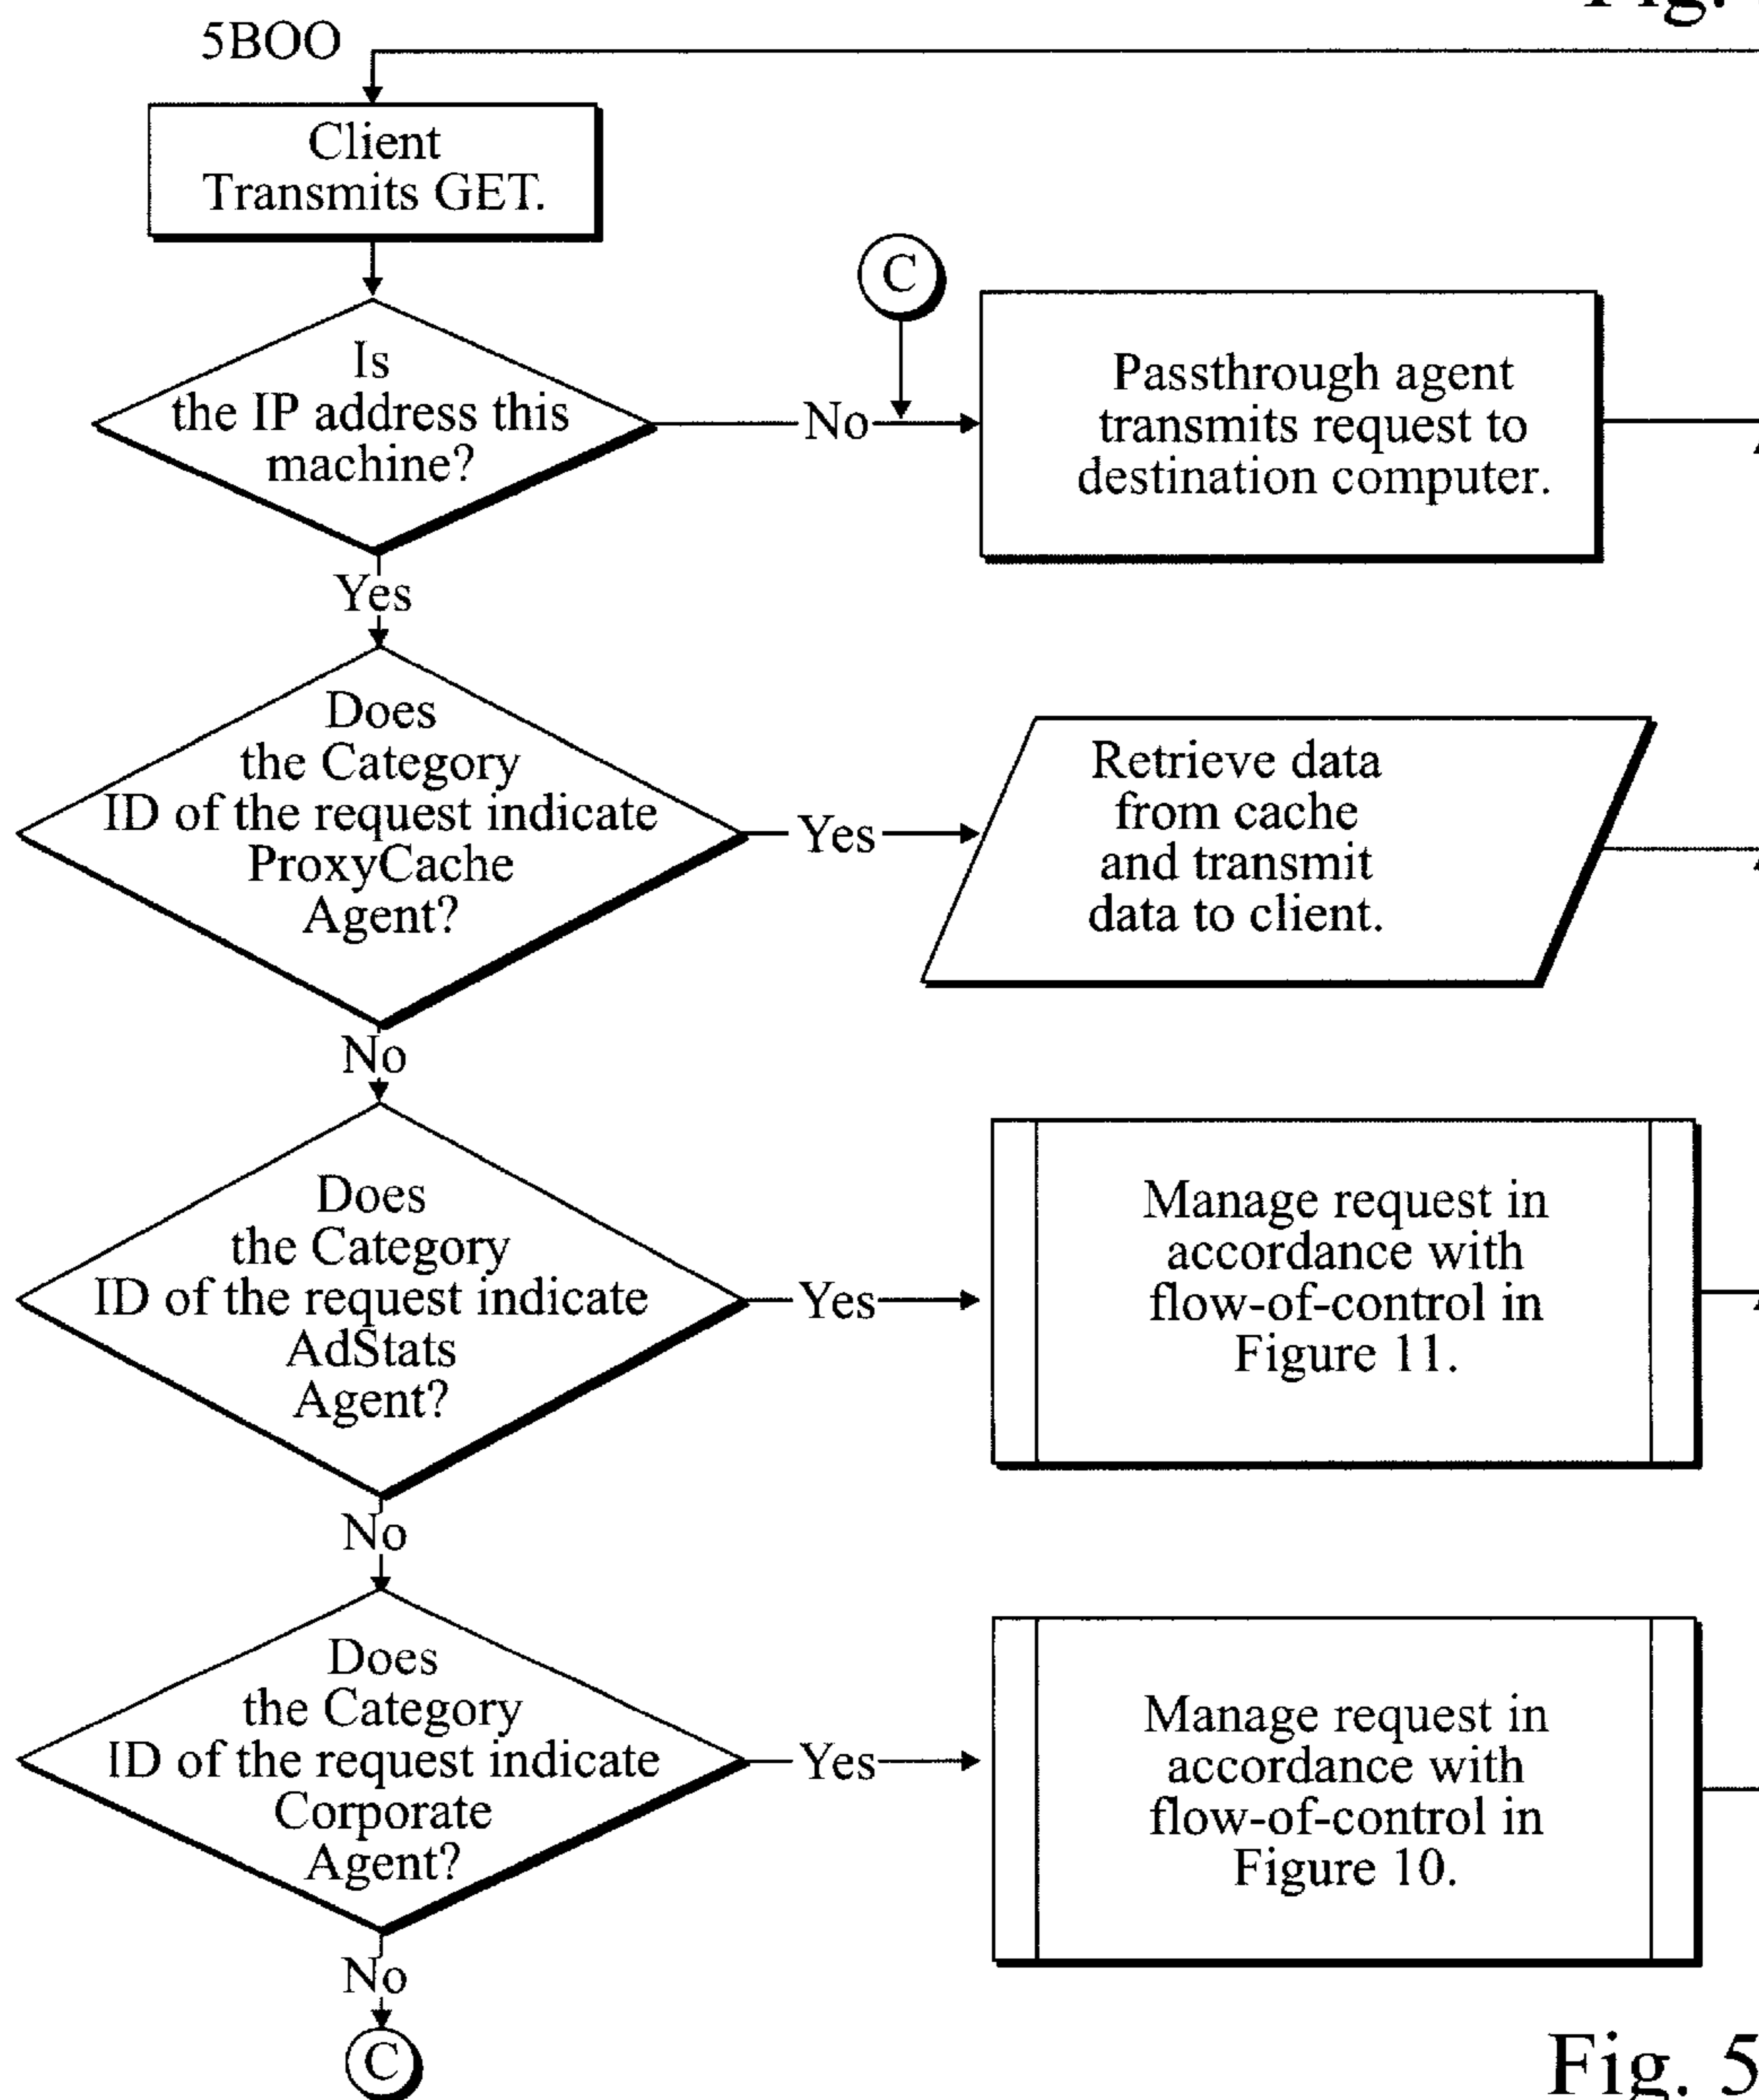 Fig.
5BOO
Client
Transmits GET.
C
Is
the IP address this
machine?
No
Passthrough agent
transmits request to
destination computer.
Yes
Does
the Category
ID of the request indicate
ProxyCache
Agent?
Yes
Retrieve data
from cache
and transmit
data to client.
No
Does
the Category
ID of the request indicate
AdStats
Agent?
Yes
Manage request in
accordance with
flow-of-control in
Figure 11.
No
Does
the Category
ID of the request indicate
Corporate
Agent?
Yes
Manage request in
accordance with
flow-of-control in
Figure 10.
No
C
Fig. 5